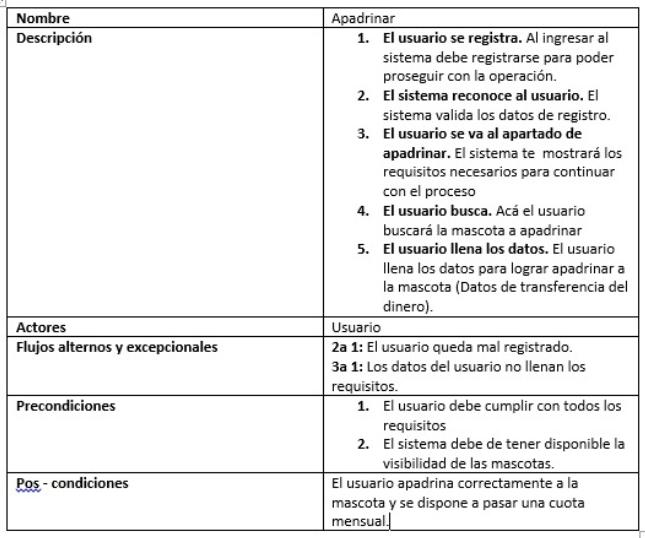 Nombre
Apadrinar
Descripción
1. El usuario se registra. Al ingresar al
sistema debe registrarse para poder
proseguir con la operación.
2. El sistema reconoce al usuario. El
sistema valida los datos de registro.
3. El usuario se va al apartado de
apadrinar. El sistema te mostrará los
requisitos necesarios para continuar
con el proceso
4. El usuario busca. Acá el usuario
buscará la mascota a apadrinar
5. El usuario llena los datos. El usuario
llena los datos para lograr apadrinar a
la mascota (Datos de transferencia del
dinero).
Actores
Usuario
Flujos alternos y excepcionales
2a 1: El usuario queda mal registrado.
3a 1: Los datos del usuario no llenan los
requisitos.
Precondiciones
1. El usuario debe cumplir con todos los
requisitos
2. El sistema debe de tener disponible la
visibilidad de las mascotas.
Pos - condiciones
El usuario apadrina correctamente a la
mascota y se dispone a pasar una cuota
mensual.